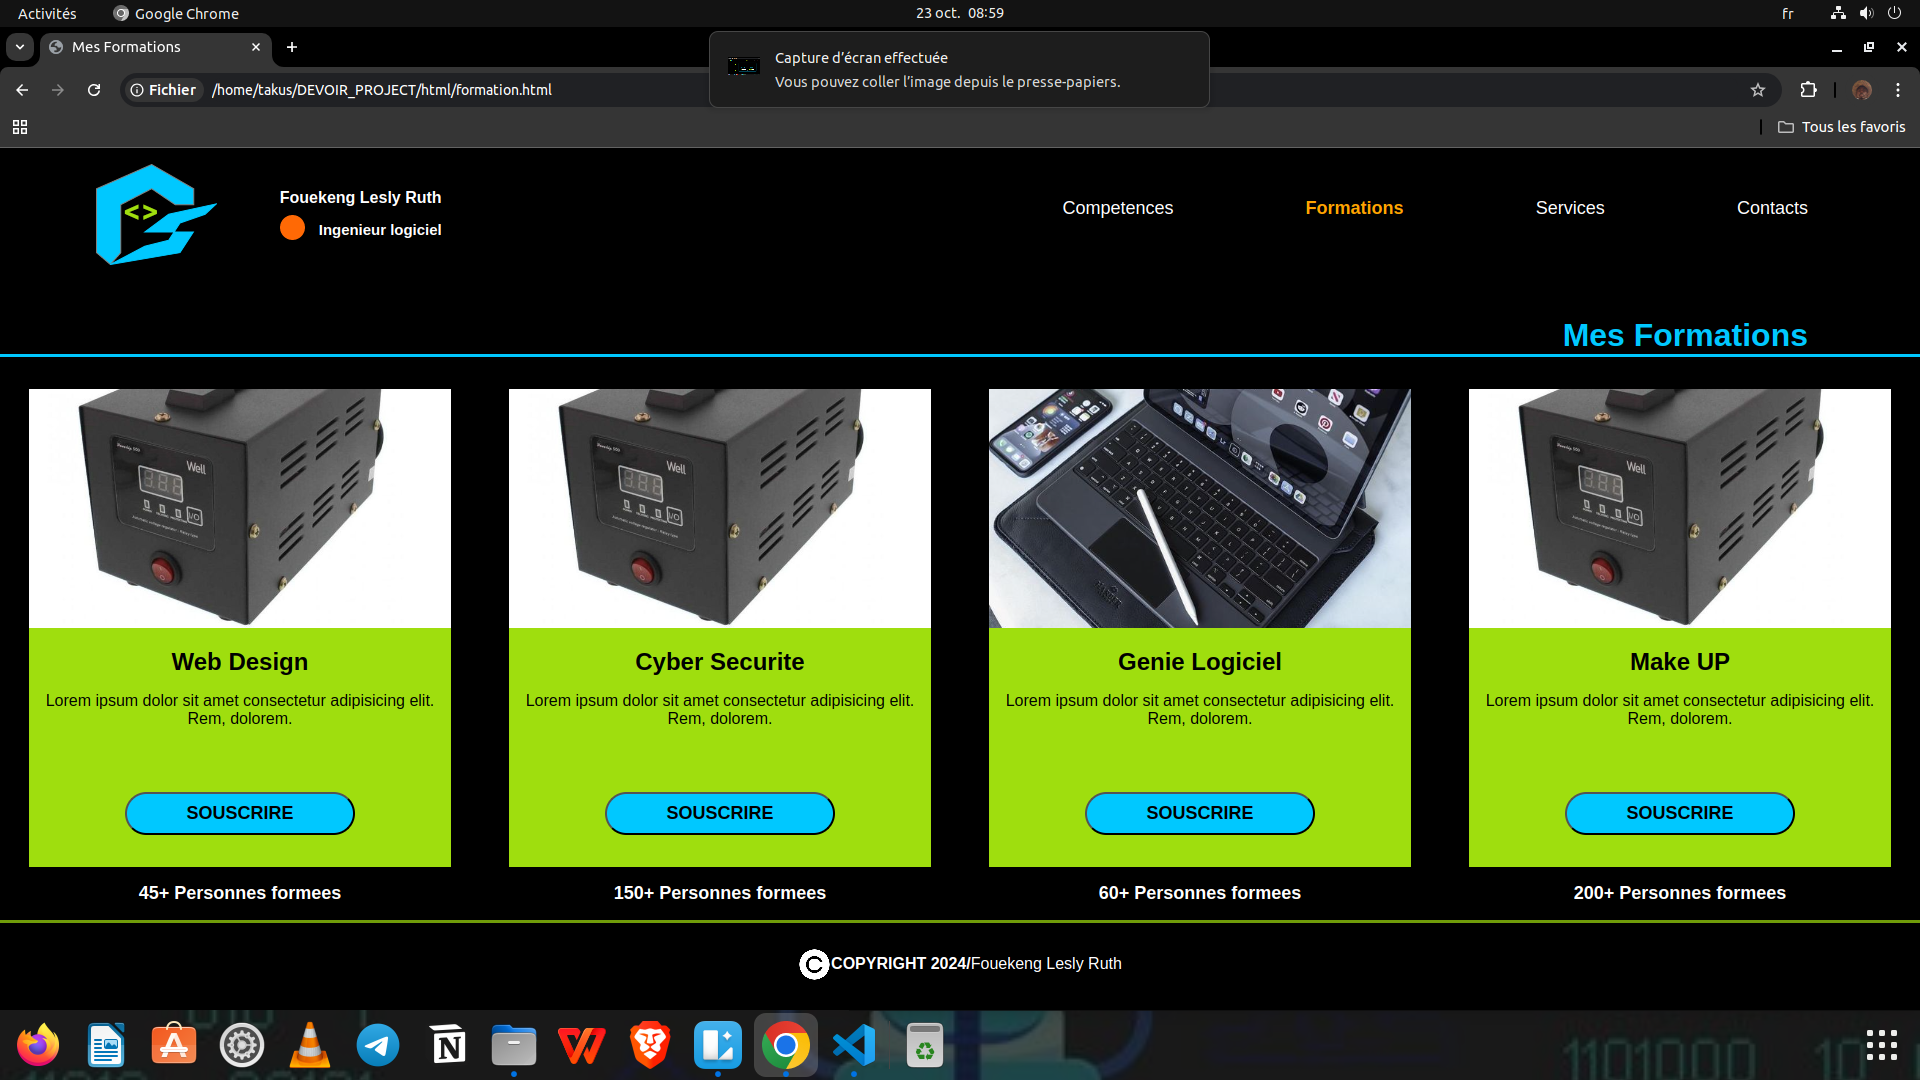 Activités
Google Chrome
23 oct. 08:59
fr
Mes Formations
Capture d'écran effectuée
Vous pouvez coller l'image depuis le presse-papiers.
Fichier
/home/takus/DEVOIR_PROJECT/html/formation.html
Tous les favoris
<>
Fouekeng Lesly Ruth
Ingenieur logiciel
Competences
Formations
Services
Contacts
Mes Formations
Well
Well
Well
Web Design
Lorem ipsum dolor sit amet consectetur adipisicing elit.
Rem, dolorem.
SOUSCRIRE
45+ Personnes formees
Cyber Securite
Lorem ipsum dolor sit amet consectetur adipisicing elit.
Rem, dolorem.
SOUSCRIRE
150+ Personnes formees
Genie Logiciel
Lorem ipsum dolor sit amet consectetur adipisicing elit.
Rem, dolorem.
SOUSCRIRE
60+ Personnes formees
Make UP
Lorem ipsum dolor sit amet consectetur adipisicing elit.
Rem, dolorem.
SOUSCRIRE
200+ Personnes formees
©COPYRIGHT 2024/Fouekeng Lesly Ruth
1101000